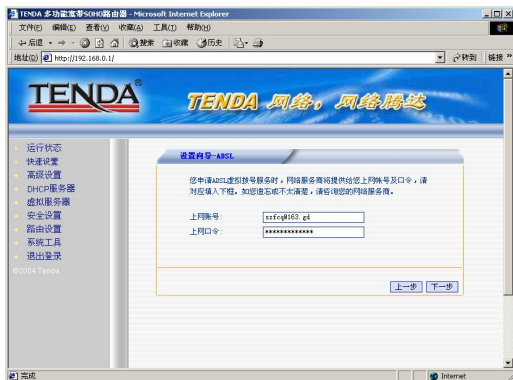 TENDA 多功能宽带SOHO路由器 - Microsoft Internet Explorer
文件(F) 编辑(E) 查看(V) 收藏(A) 工具(T) 帮助(H)
后退 搜索 收藏 历史
地址(D) http://192.168.0.1/ 转到 链接 »
TENDA®
TENDA 网络，网络腾达
运行状态
快速设置
高级设置
DHCP服务器
虚拟服务器
安全设置
路由设置
系统工具
退出登录
©2004 Tenda
设置向导-ADSL
您申请ADSL虚拟拨号服务时，网络服务商将提供给您上网帐号及口令，请
对应填入下框。如您遗忘或不太清楚，请咨询您的网络服务商。
上网账号： szfcq@163.gd
上网口令： *************
上一步 下一步
完成 Internet